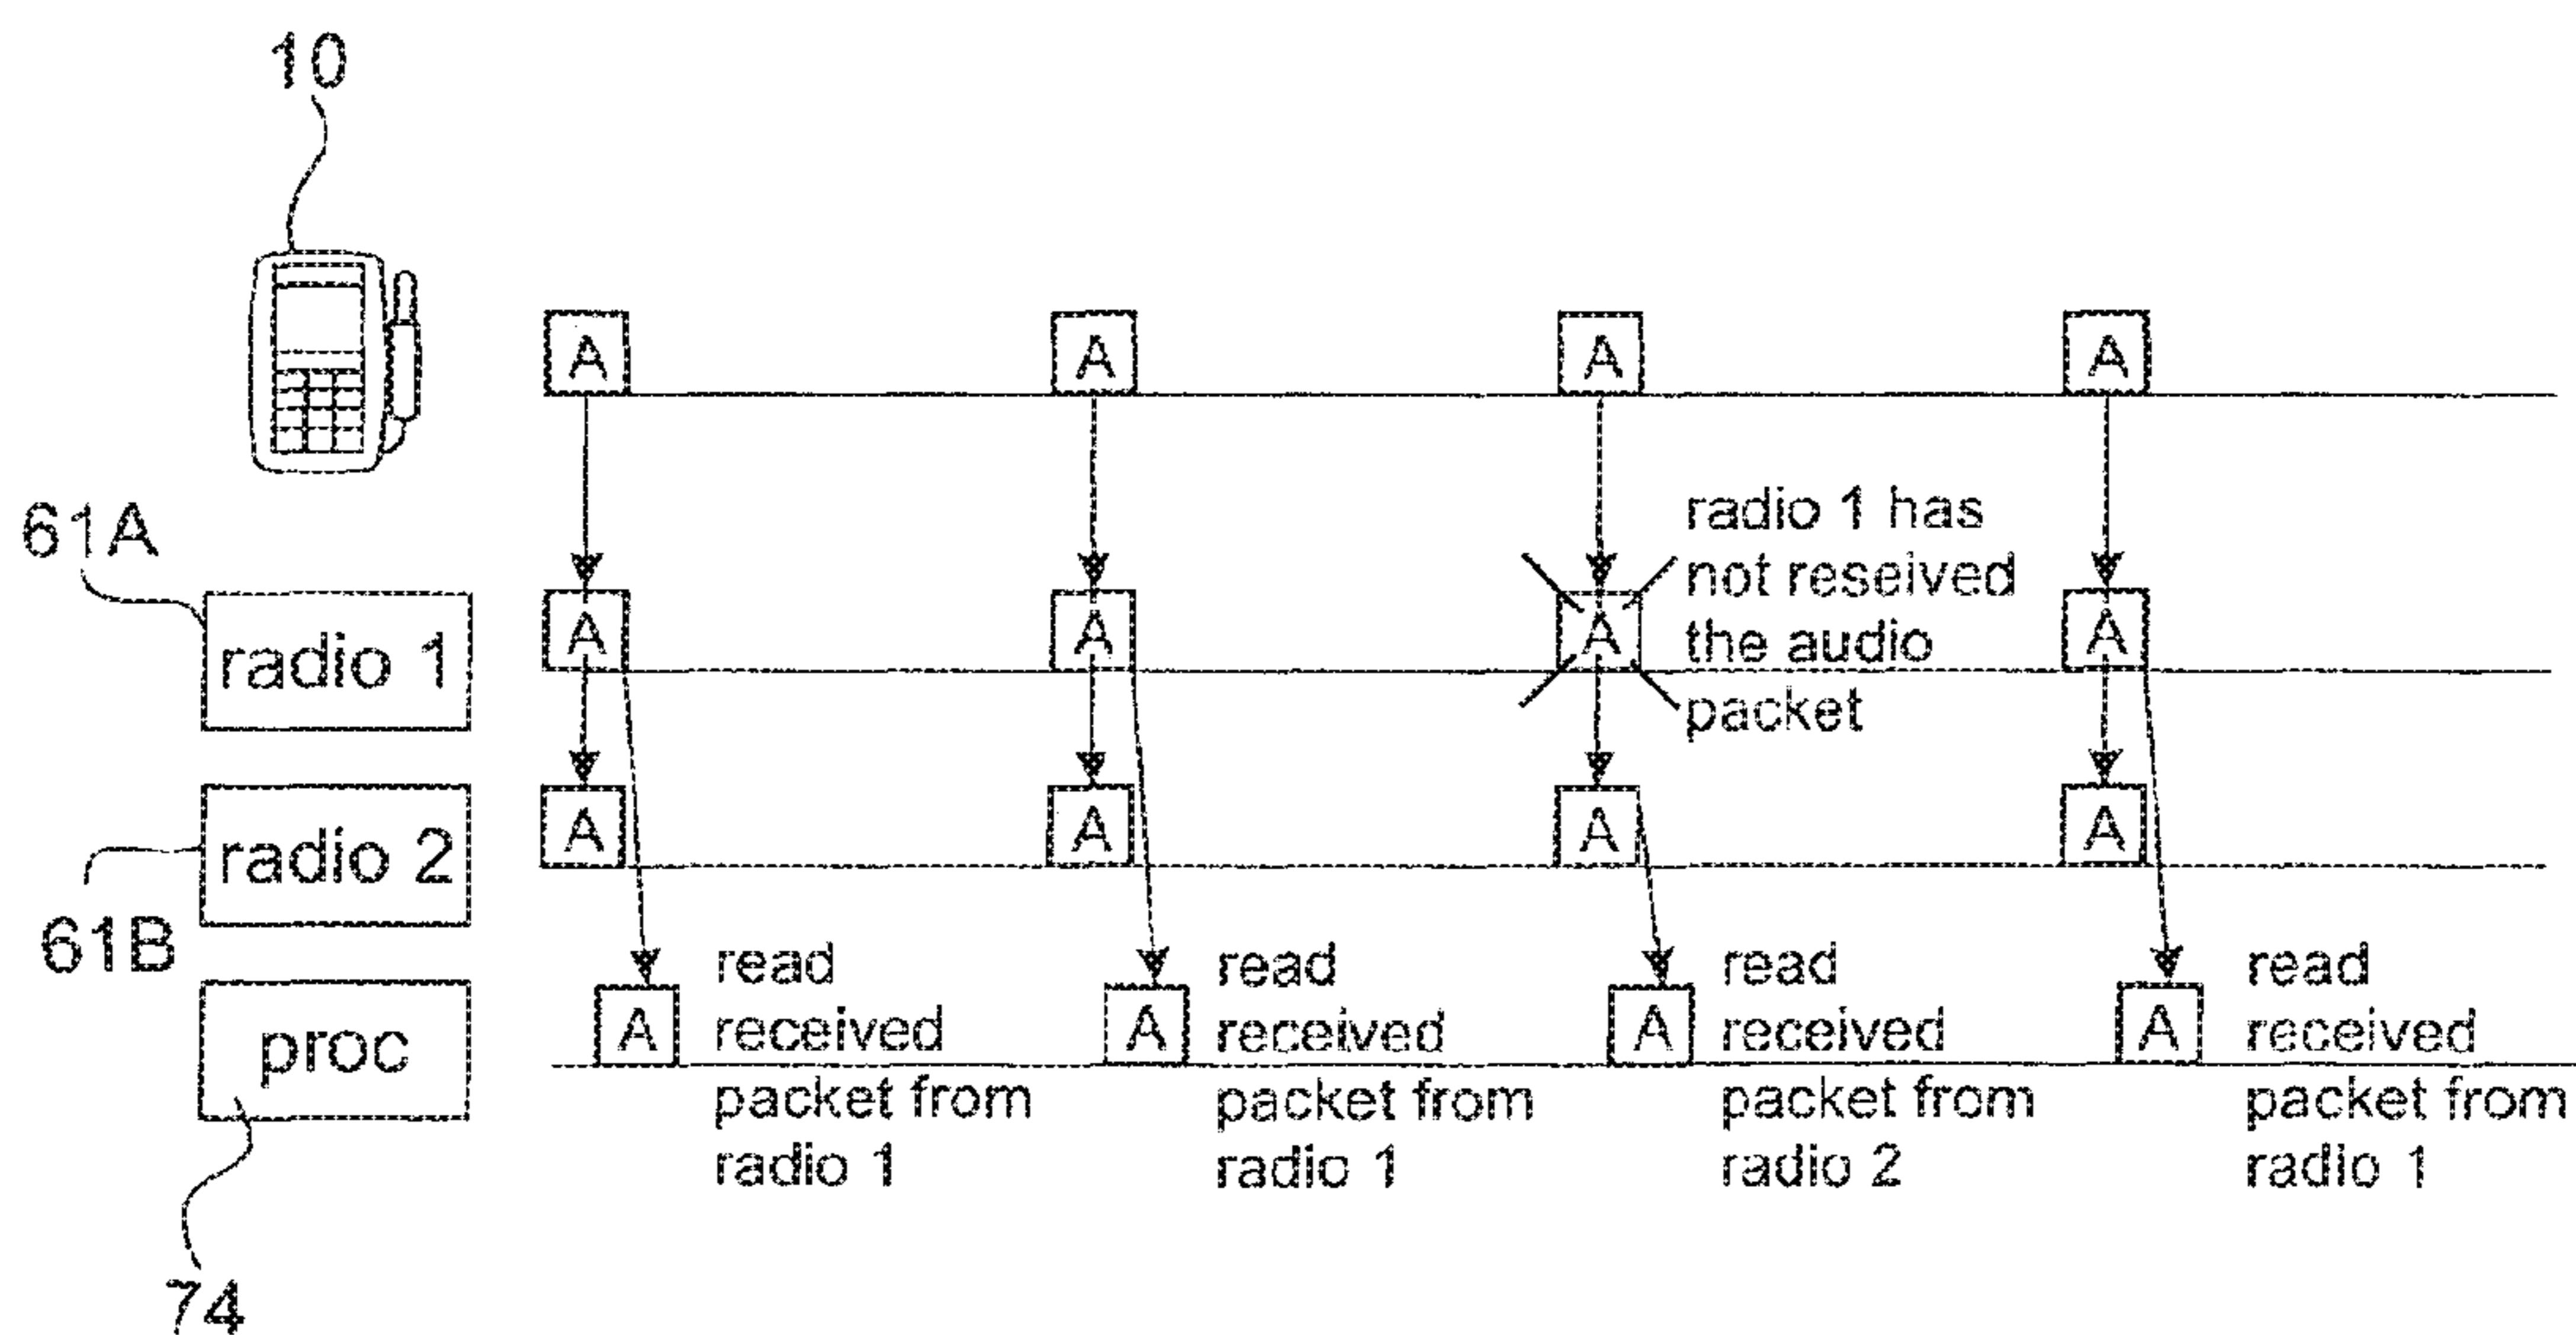 10
A A A A
61A
radio 1
A A A A
radio 1 has
not reseived
the audio
packet
radio 2
A A A A
61B
proc
A A A A
read
received
packet from
radio 1
read
received
packet from
radio 1
read
received
packet from
radio 2
read
received
packet from
radio 1
74